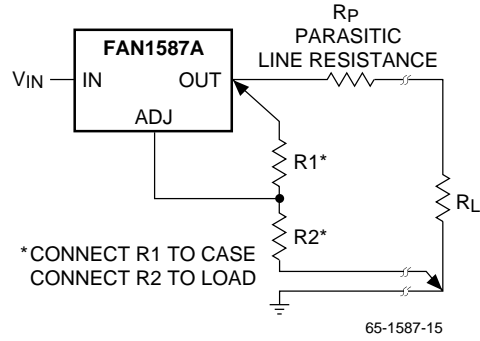 RP
PARASITIC
LINE RESISTANCE
FAN1587A
VIN
IN
OUT
ADJ
R1*
RL
R2*
*CONNECT R1 TO CASE
CONNECT R2 TO LOAD
65-1587-15